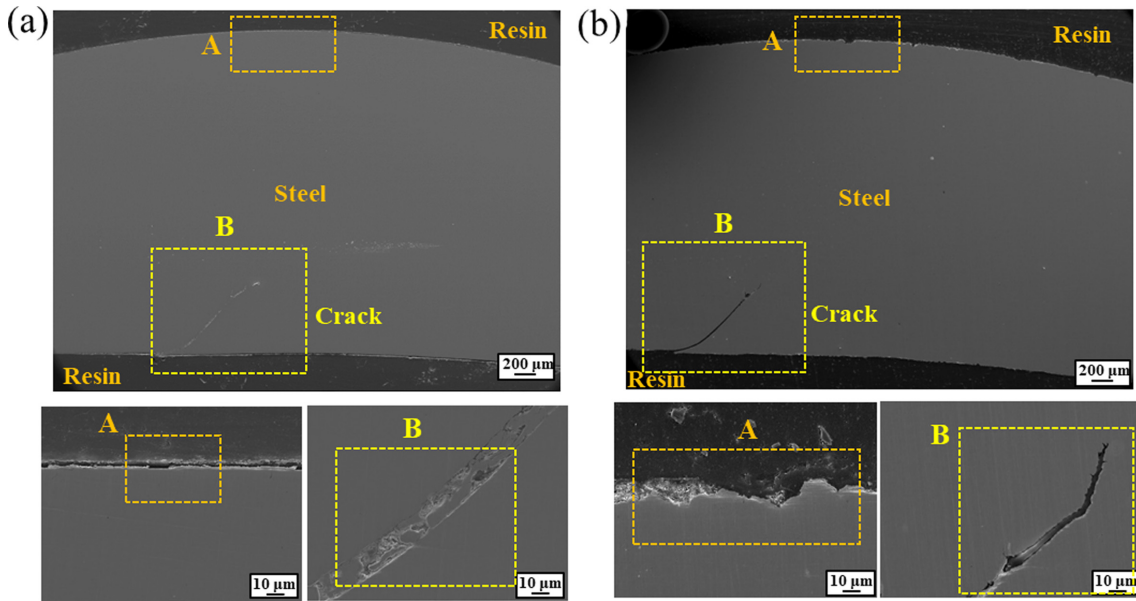 (a)
Resin
A
Steel
B
Crack
200 μm
Resin
A
10 μm
B
10 μm
(b)
Resin
A
Steel
B
Crack
200 μm
Resin
A
10 μm
B
10 μm